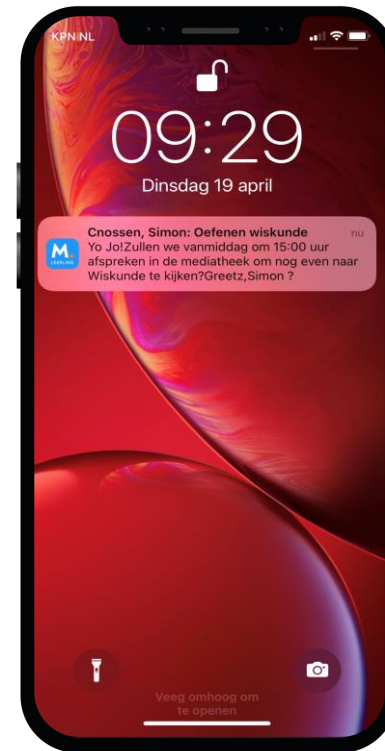 KPN NL
09:29
Dinsdag 19 april
Cnossen, Simon: Oefenen wiskunde nu
Yo Jo!Zullen we vanmiddag om 15:00 uur
afspreken in de mediatheek om nog even naar
Wiskunde te kijken?Greetz,Simon ?
M.
LEERLING
Veeg omhoog om
te openen